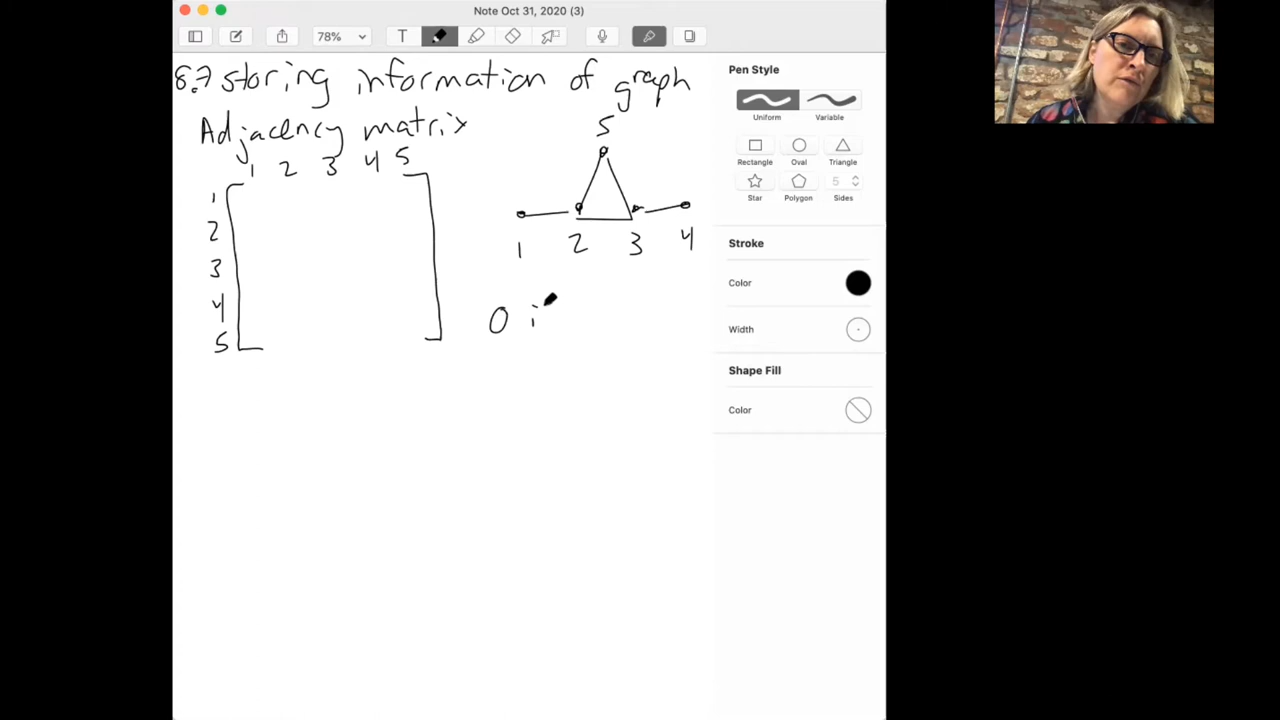 Note Oct 31, 2020 (3)
78%
T
8.7 storing information of graph
Adjacency matrix
1 2 3 4 5
1
2
3
4
5
5
1 2 3 4
0 i
Pen Style
Uniform Variable
Rectangle Oval Triangle
5
Star Polygon Sides
Stroke
Color
Width
Shape Fill
Color